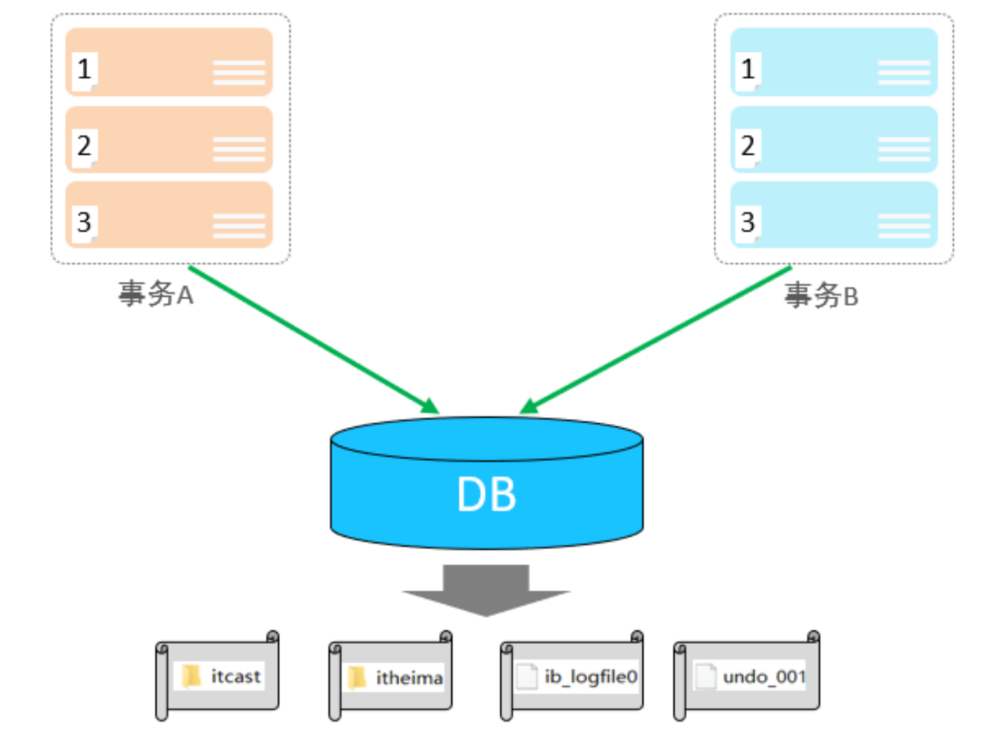 1
2
3
事务A
1
2
3
事务B
DB
itcast
itheima
ib_logfile0
undo_001